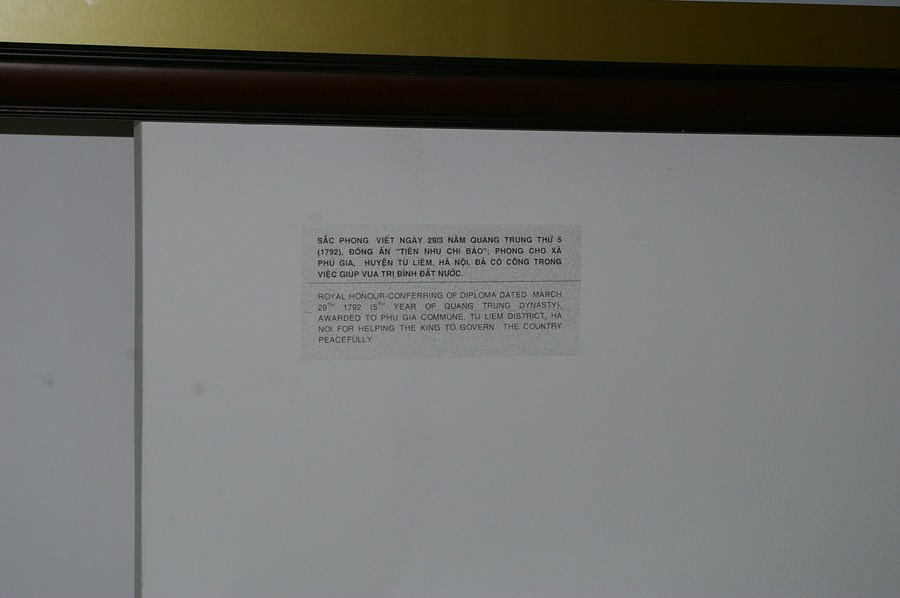 SẮC PHONG VIẾT NGÀY 29/3 NĂM QUANG TRUNG THỨ 5
(1792), ĐÓNG ẤN "TIÊN NHU CHI BẢO"; PHONG CHO XÃ
PHÚ GIA, HUYỆN TỪ LIÊM, HÀ NỘI, ĐÃ CÓ CÔNG TRONG
VIỆC GIÚP VUA TRỊ BÌNH ĐẤT NƯỚC.
ROYAL HONOUR-CONFERRING OF DIPLOMA DATED MARCH
29TH 1792 (5TH YEAR OF QUANG TRUNG DYNASTY),
AWARDED TO PHU GIA COMMUNE, TU LIEM DISTRICT, HA
NOI FOR HELPING THE KING TO GOVERN THE COUNTRY
PEACEFULLY